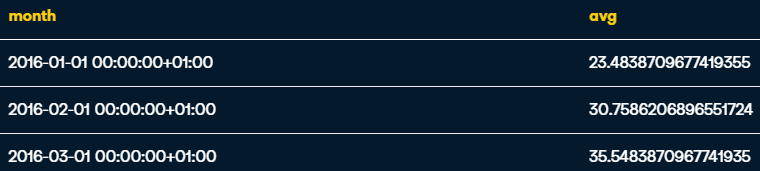 month avg
2016-01-01 00:00:00+01:00 23.4838709677419355
2016-02-01 00:00:00+01:00 30.7586206896551724
2016-03-01 00:00:00+01:00 35.5483870967741935